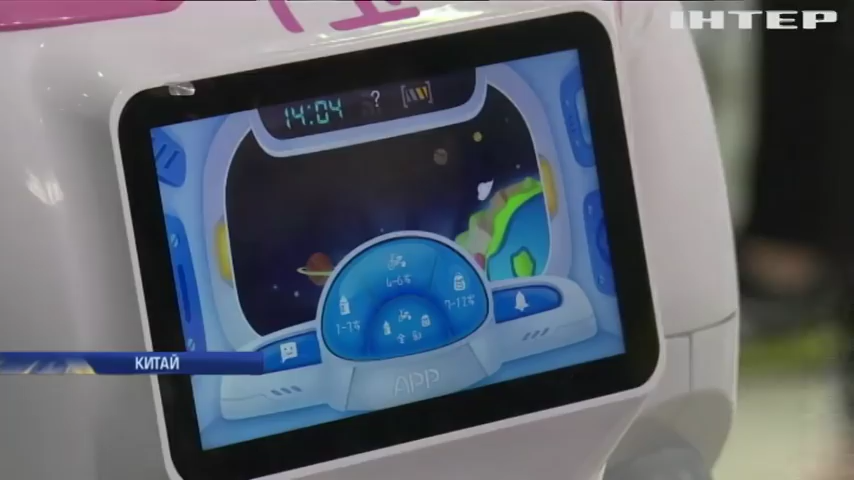 ІНТЕР
14:04
?
4-6岁
1-3岁
7-12岁
APP
КИТАЙ